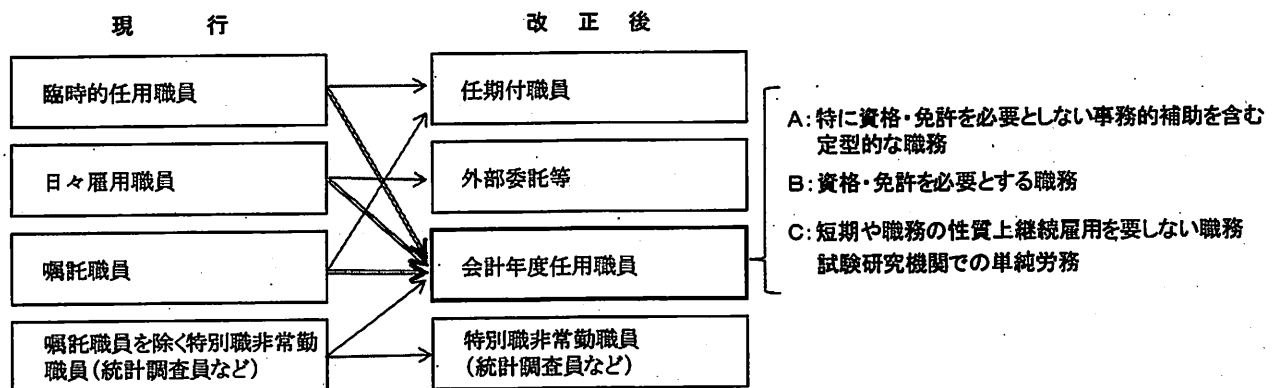 現　　行
改　正　後
臨時的任用職員
任期付職員
日々雇用職員
外部委託等
嘱託職員
会計年度任用職員
嘱託職員を除く特別職非常勤
職員(統計調査員など)
特別職非常勤職員
(統計調査員など)
A:特に資格・免許を必要としない事務的補助を含む
定型的な職務
B:資格・免許を必要とする職務
C:短期や職務の性質上継続雇用を要しない職務
試験研究機関での単純労務